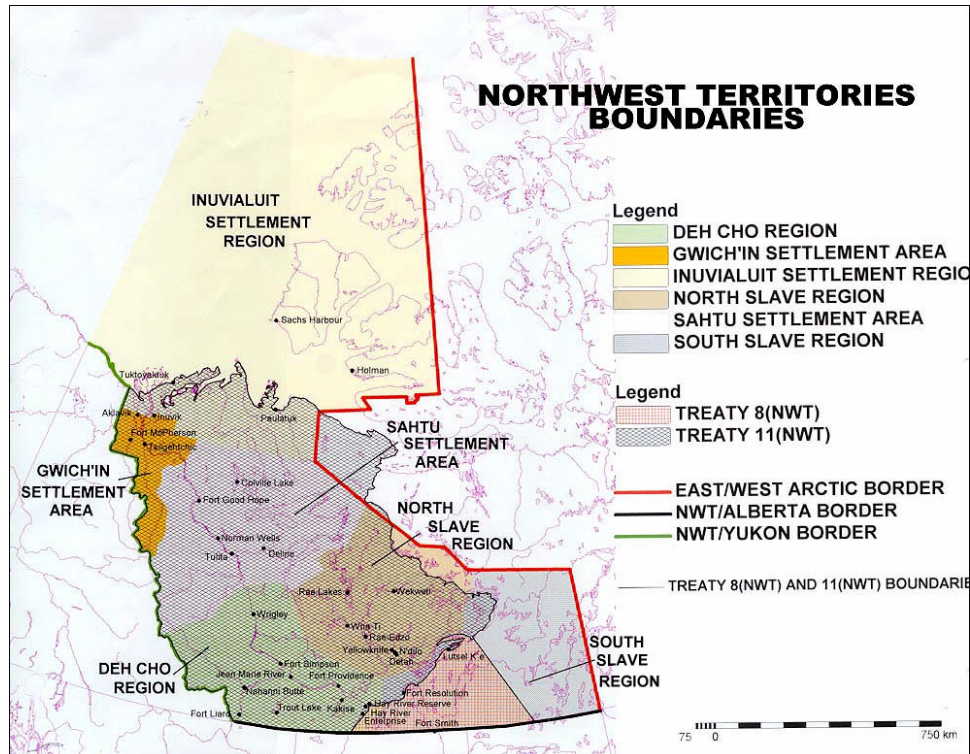 NORTHWEST TERRITORIES
BOUNDARIES
INUVIALUIT
SETTLEMENT
REGION
Legend
DEH CHO REGION
GWICH'IN SETTLEMENT AREA
INUVIALUIT SETTLEMENT REGIO
NORTH SLAVE REGION
SAHTU SETTLEMENT AREA
SOUTH SLAVE REGION
Sachs Harbour
Holman
Tuktoyaktuk
Legend
TREETY 8(NWT)
TREATY 11(NWT)
Aklavik
Inuvik
Paulatuk
Fort McPherson
Tsiigehtchic
SAHTU
SETTLEMENT
AREA
GWICH'IN
SETTLEMENT
AREA
Colville Lake
Fort Good Hope
EAST/WEST ARCTIC BORDER
NWT/ALBERTA BORDER
NWT/YUKON BORDER
NORTH
SLAVE
REGION
Norman Wells
Tulita
Deline
TREATY 8(NWT) AND 11(NWT) BOUNDARIE
Rae Lakes
Wekweti
Wrigley
Wha-Ti
Rae-Edzo
Yellowknife
N'dilo
Detah
Lutsel K'e
SOUTH
SLAVE
REGION
DEH CHO
REGION
Fort Simpson
Jean Marie River
Fort Providence
Nahanni Butte
Fort Resolution
Hay River Reserve
Hay River
Enterprise
Kakisa
Trout Lake
Fort Liard
Fort Smith
75 0 750 km